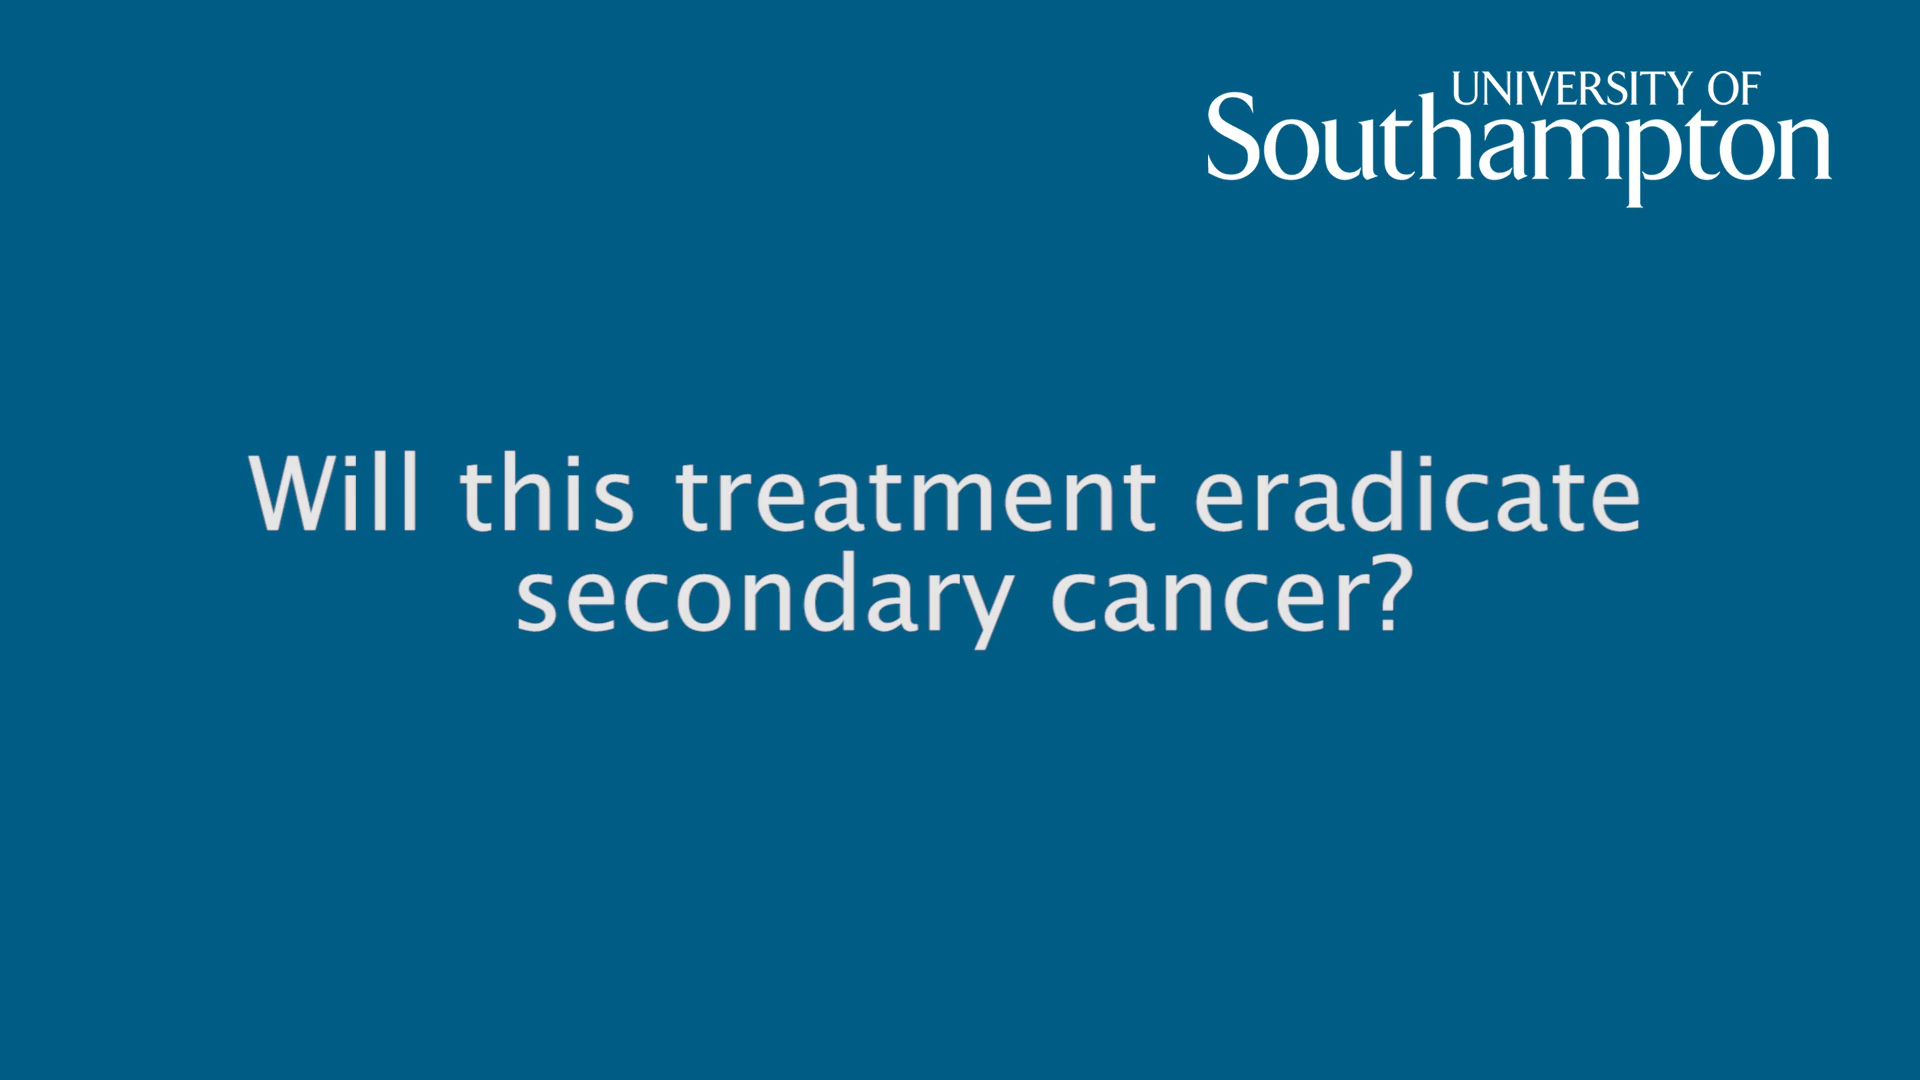 UNIVERSITY OF
Southampton
Will this treatment eradicate
secondary cancer?